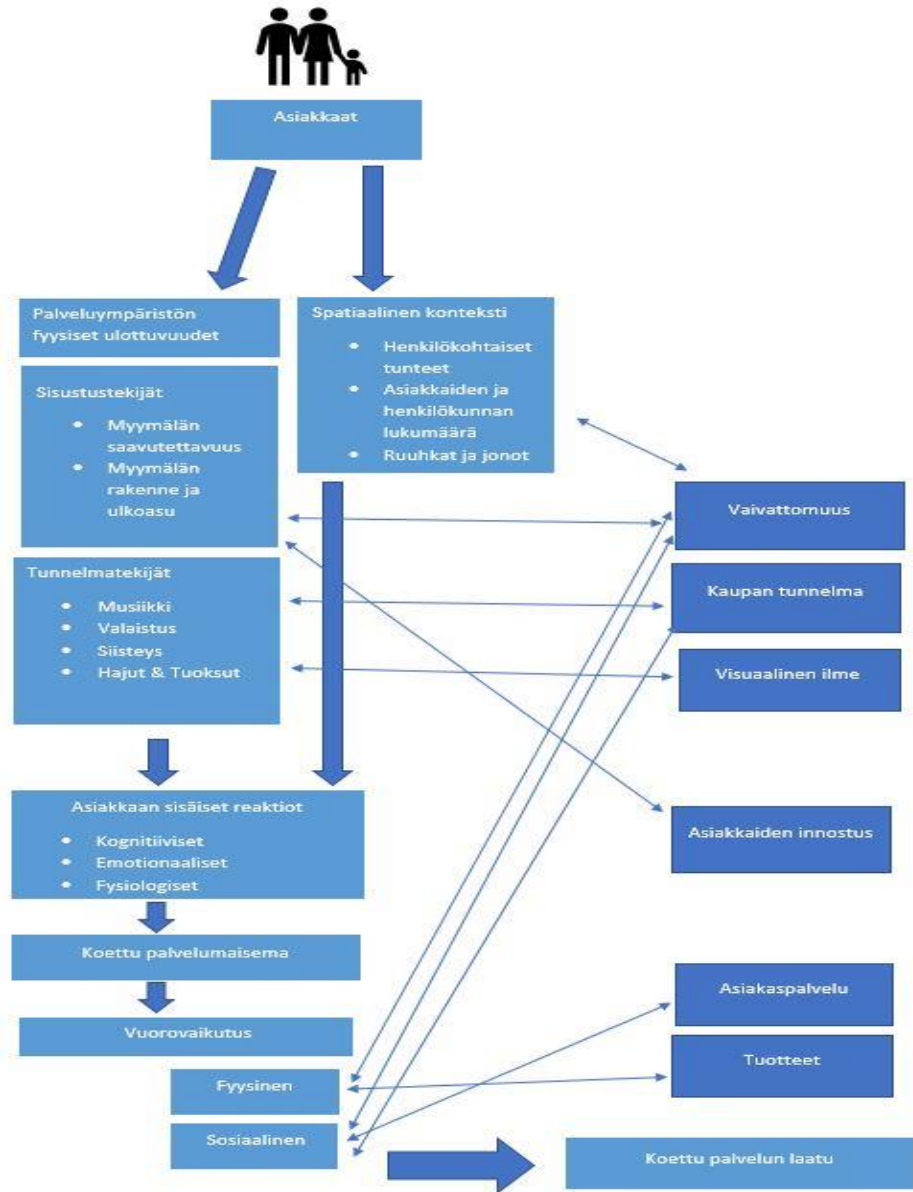 Asiakkaat
Palveluympäristön
fyysiset ulottuvuudet
Sisustustekijät
Myymälän
saavutettavuus
Myymälän
rakenne ja
ulkoasu
Tunnelmatekijät
Musiikki
Valaistus
Siisteys
Hajut & Tuoksut
Spatiaalinen konteksti
Henkilökohtaiset
tunteet
Asiakkaiden ja
henkilökunnan
lukumäärä
Ruuhkat ja jonot
Vaivattomuus
Kaupan tunnelma
Visuaalinen ilme
Asiakkaiden innostus
Asiakkaan sisäiset reaktiot
Kognitiiviset
Emotionaaliset
Fysiologiset
Koettu palvelumaisema
Vuorovaikutus
Fyysinen
Sosiaalinen
Asiakaspalvelu
Tuotteet
Koettu palvelun laatu